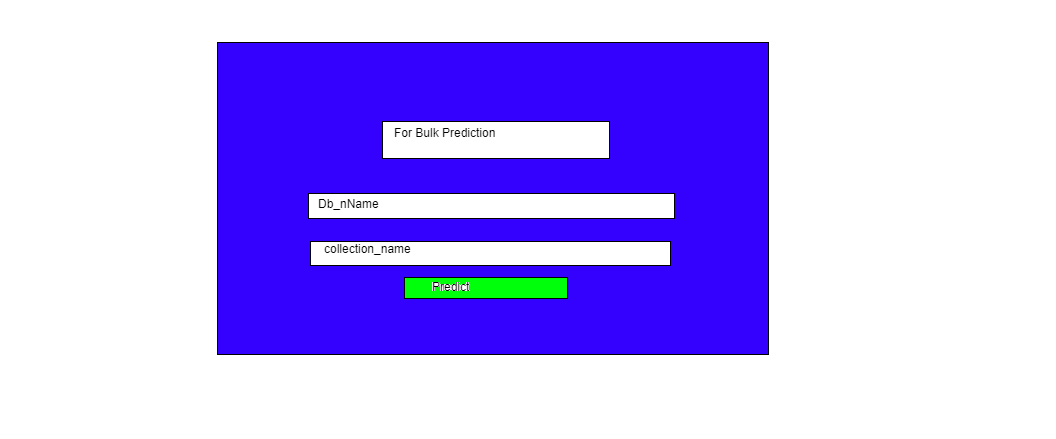 For Bulk Prediction
Db_nName
collection_name
Predict